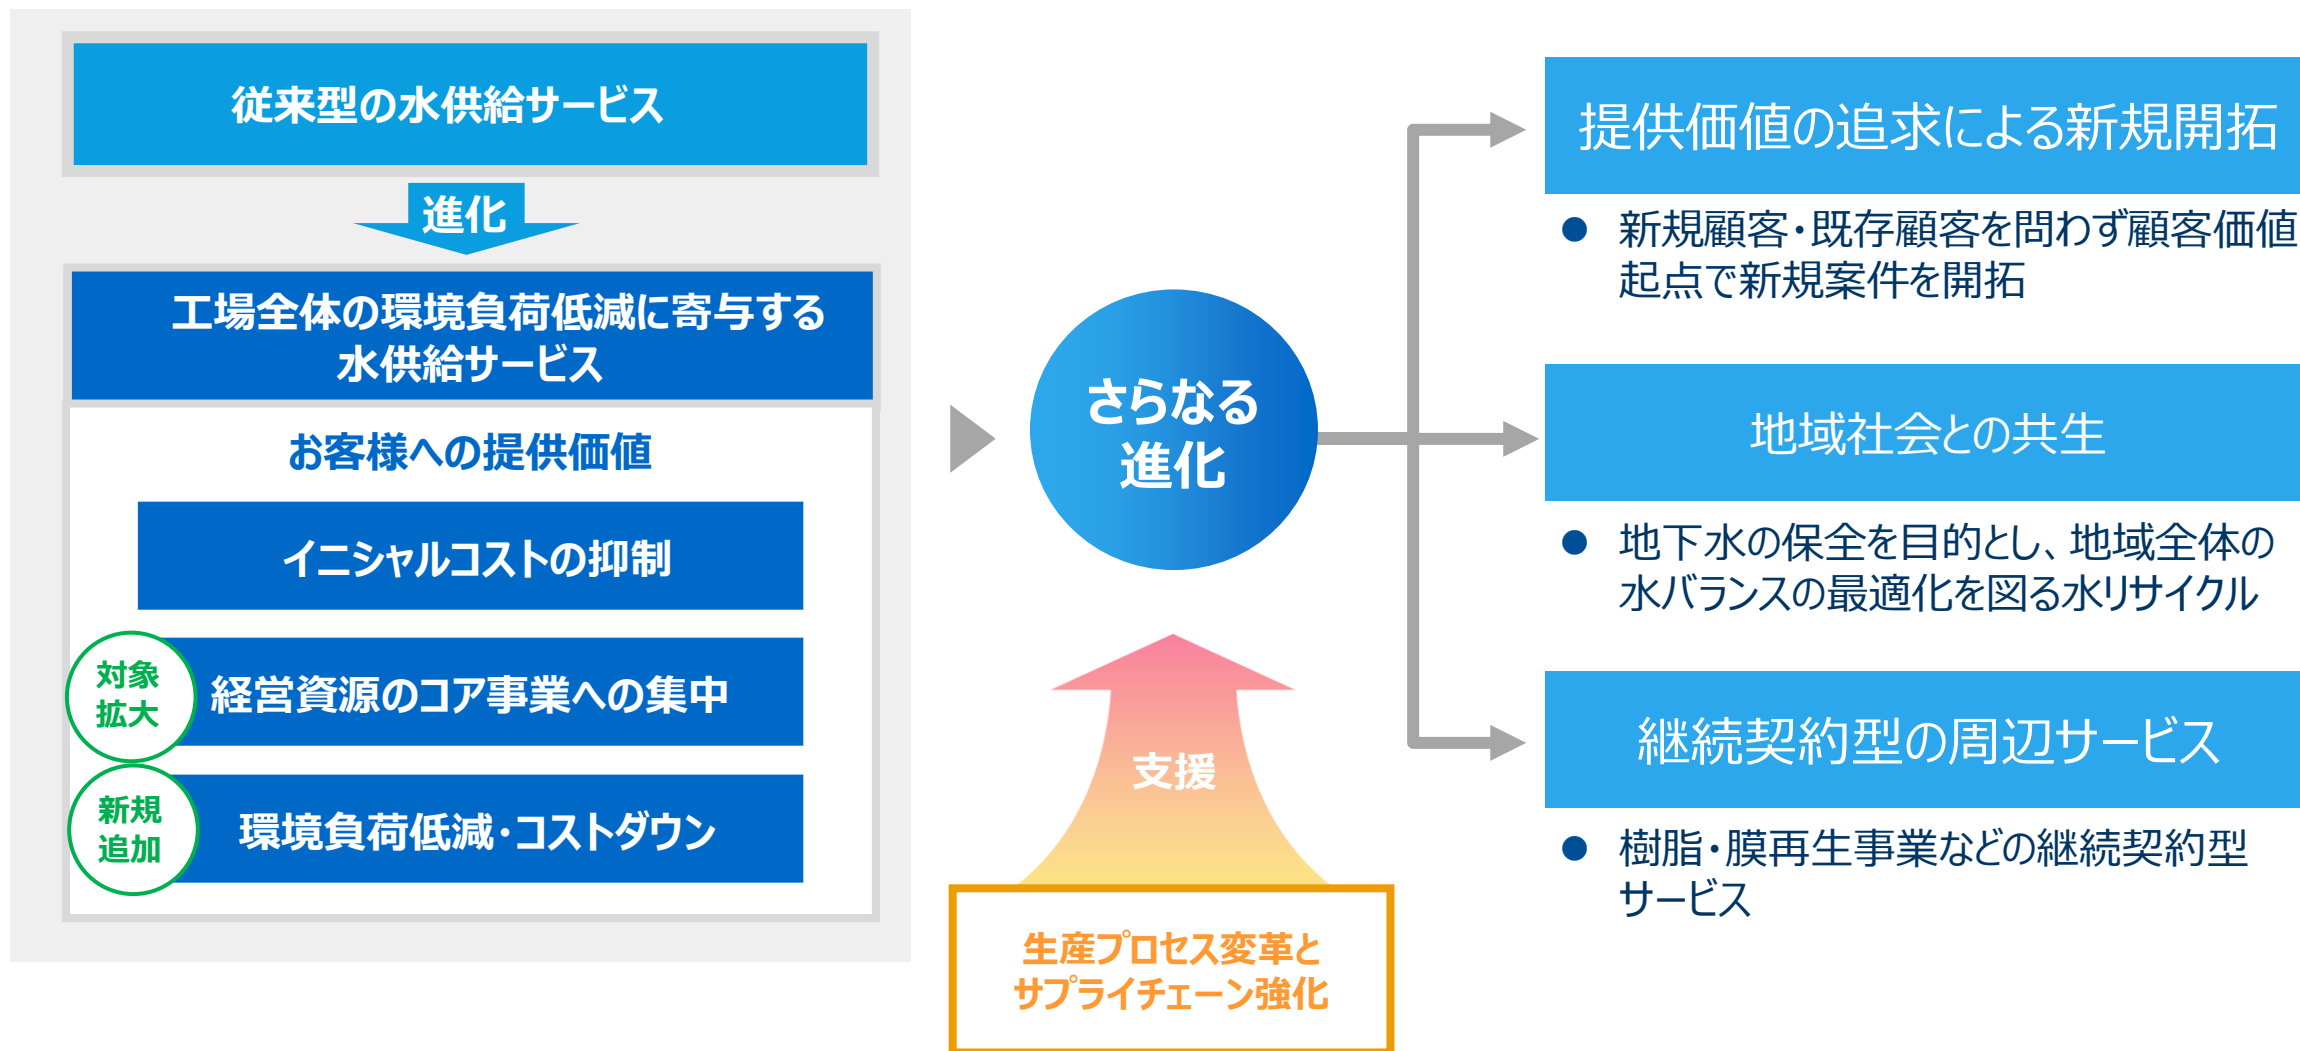 従来型の水供給サービス
進化
工場全体の環境負荷低減に寄与する
水供給サービス
お客様への提供価値
イニシャルコストの抑制
対象
拡大
経営資源のコア事業への集中
新規
追加
環境負荷低減・コストダウン
さらなる
進化
支援
生産プロセス変革と
サプライチェーン強化
提供価値の追求による新規開拓
● 新規顧客・既存顧客を問わず顧客価値
起点で新規案件を開拓
地域社会との共生
● 地下水の保全を目的とし、地域全体の
水バランスの最適化を図る水リサイクル
継続契約型の周辺サービス
● 樹脂・膜再生事業などの継続契約型
サービス